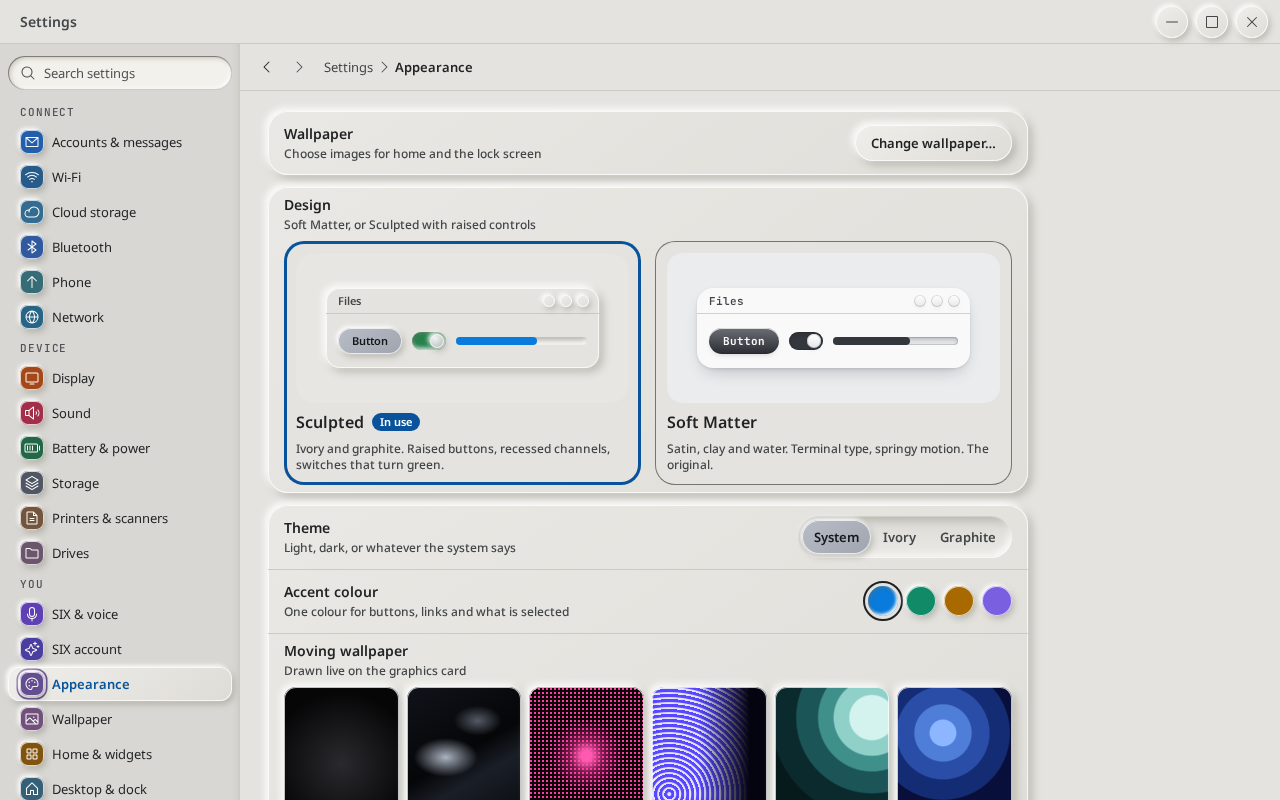 Settings
Search settings
CONNECT
Accounts & messages
Wi-Fi
Cloud storage
Bluetooth
Phone
Network
DEVICE
Display
Sound
Battery & power
Storage
Printers & scanners
Drives
YOU
SIX & voice
SIX account
Appearance
Wallpaper
Home & widgets
Desktop & dock
Settings
Appearance
Wallpaper
Choose images for home and the lock screen
Change wallpaper...
Design
Soft Matter, or Sculpted with raised controls
Files
Button
Sculpted
In use
Ivory and graphite. Raised buttons, recessed channels,
switches that turn green.
Files
Button
Soft Matter
Satin, clay and water. Terminal type, springy motion. The
original.
Theme
Light, dark, or whatever the system says
System
Ivory
Graphite
Accent colour
One colour for buttons, links and what is selected
Moving wallpaper
Drawn live on the graphics card